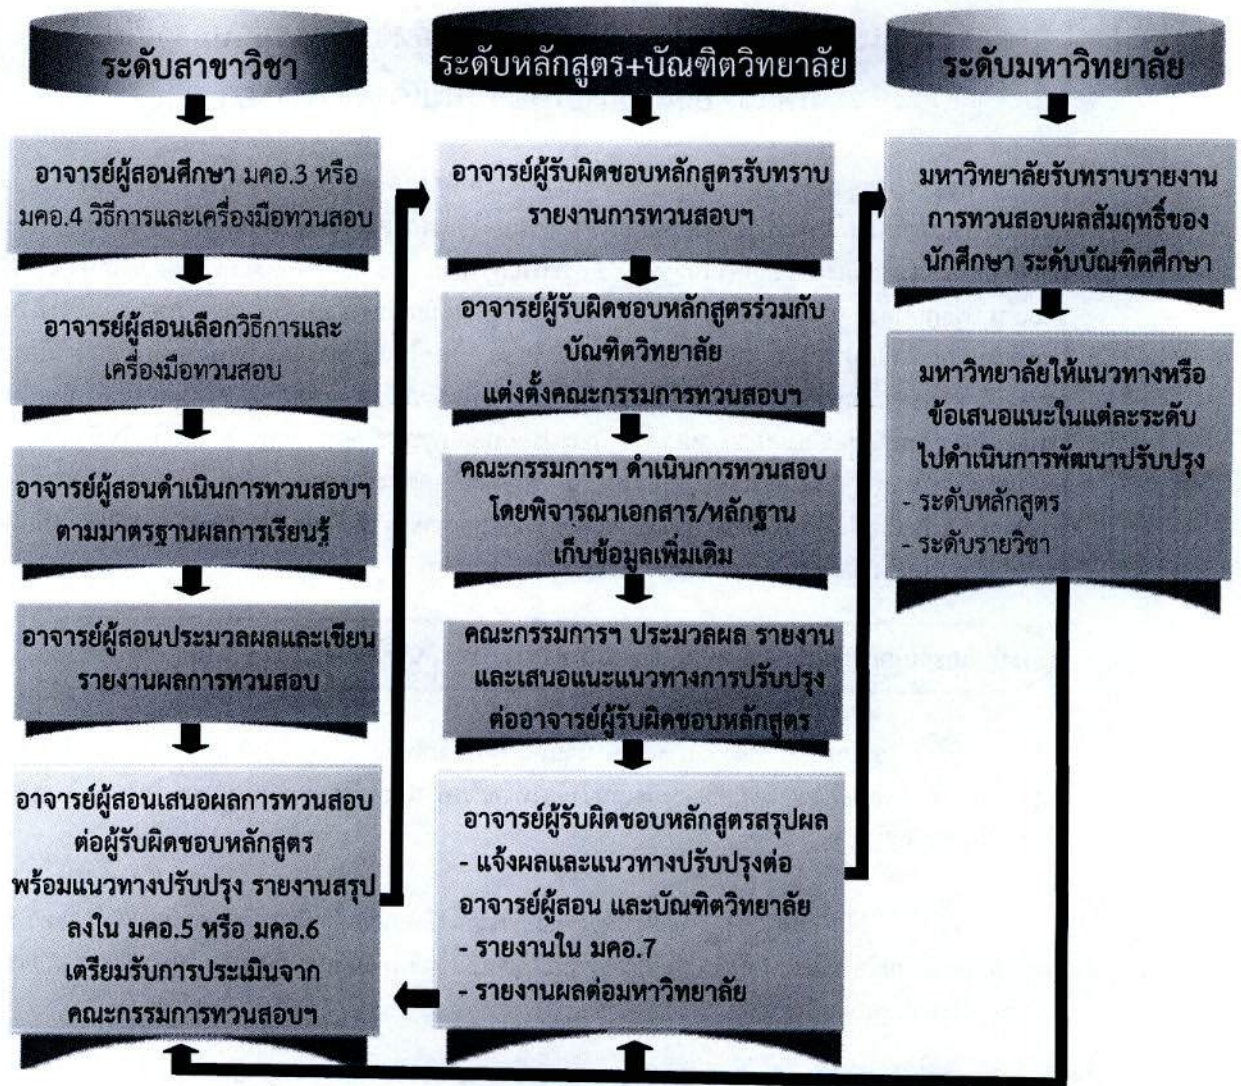 ระดับสาขาวิชา
อาจารย์ผู้สอนศึกษา มคอ.3 หรือ
มคอ.4 วิธีการและเครื่องมือทวนสอบ
อาจารย์ผู้สอนเลือกวิธีการและ
เครื่องมือทวนสอบ
อาจารย์ผู้สอนดำเนินการทวนสอบฯ
ตามมาตรฐานผลการเรียนรู้
อาจารย์ผู้สอนประมวลผลและเขียน
รายงานผลการทวนสอบ
อาจารย์ผู้สอนเสนอผลการทวนสอบ
ต่อผู้รับผิดชอบหลักสูตร
พร้อมแนวทางปรับปรุง รายงานสรุป
ลงใน มคอ.5 หรือ มคอ.6
เตรียมรับการประเมินจาก
คณะกรรมการทวนสอบฯ
ระดับหลักสูตร+บัณฑิตวิทยาลัย
อาจารย์ผู้รับผิดชอบหลักสูตรรับทราบ
รายงานการทวนสอบฯ
อาจารย์ผู้รับผิดชอบหลักสูตรร่วมกับ
บัณฑิตวิทยาลัย
แต่งตั้งคณะกรรมการทวนสอบฯ
คณะกรรมการฯ ดำเนินการทวนสอบ
โดยพิจารณาเอกสาร/หลักฐาน
เก็บข้อมูลเพิ่มเติม
คณะกรรมการฯ ประมวลผล รายงาน
และเสนอแนะแนวทางการปรับปรุง
ต่ออาจารย์ผู้รับผิดชอบหลักสูตร
อาจารย์ผู้รับผิดชอบหลักสูตรสรุปผล
- แจ้งผลและแนวทางปรับปรุงต่อ
อาจารย์ผู้สอน และบัณฑิตวิทยาลัย
- รายงานใน มคอ.7
- รายงานผลต่อมหาวิทยาลัย
ระดับมหาวิทยาลัย
มหาวิทยาลัยรับทราบรายงาน
การทวนสอบผลสัมฤทธิ์ของ
นักศึกษา ระดับบัณฑิตศึกษา
มหาวิทยาลัยให้แนวทางหรือ
ข้อเสนอแนะในแต่ละระดับ
ไปดำเนินการพัฒนาปรับปรุง
- ระดับหลักสูตร
- ระดับรายวิชา